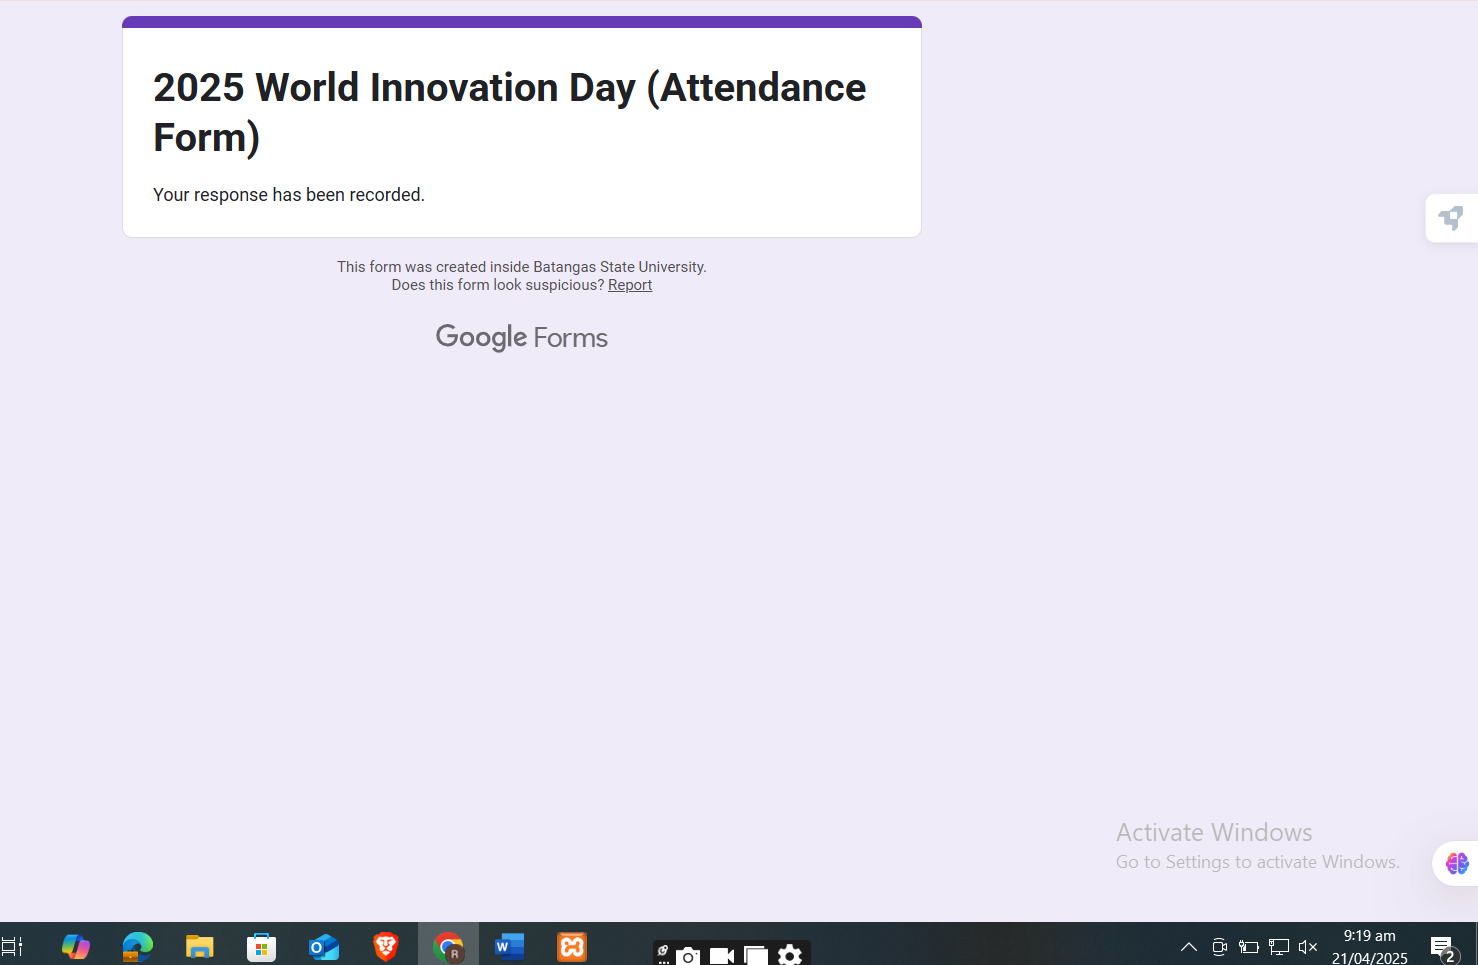 2025 World Innovation Day (Attendance
Form)
Your response has been recorded.
This form was created inside Batangas State University.
Does this form look suspicious? Report
Google Forms
Activate Windows
Go to Settings to activate Windows.
R
W
9:19 am
21/04/2025
2